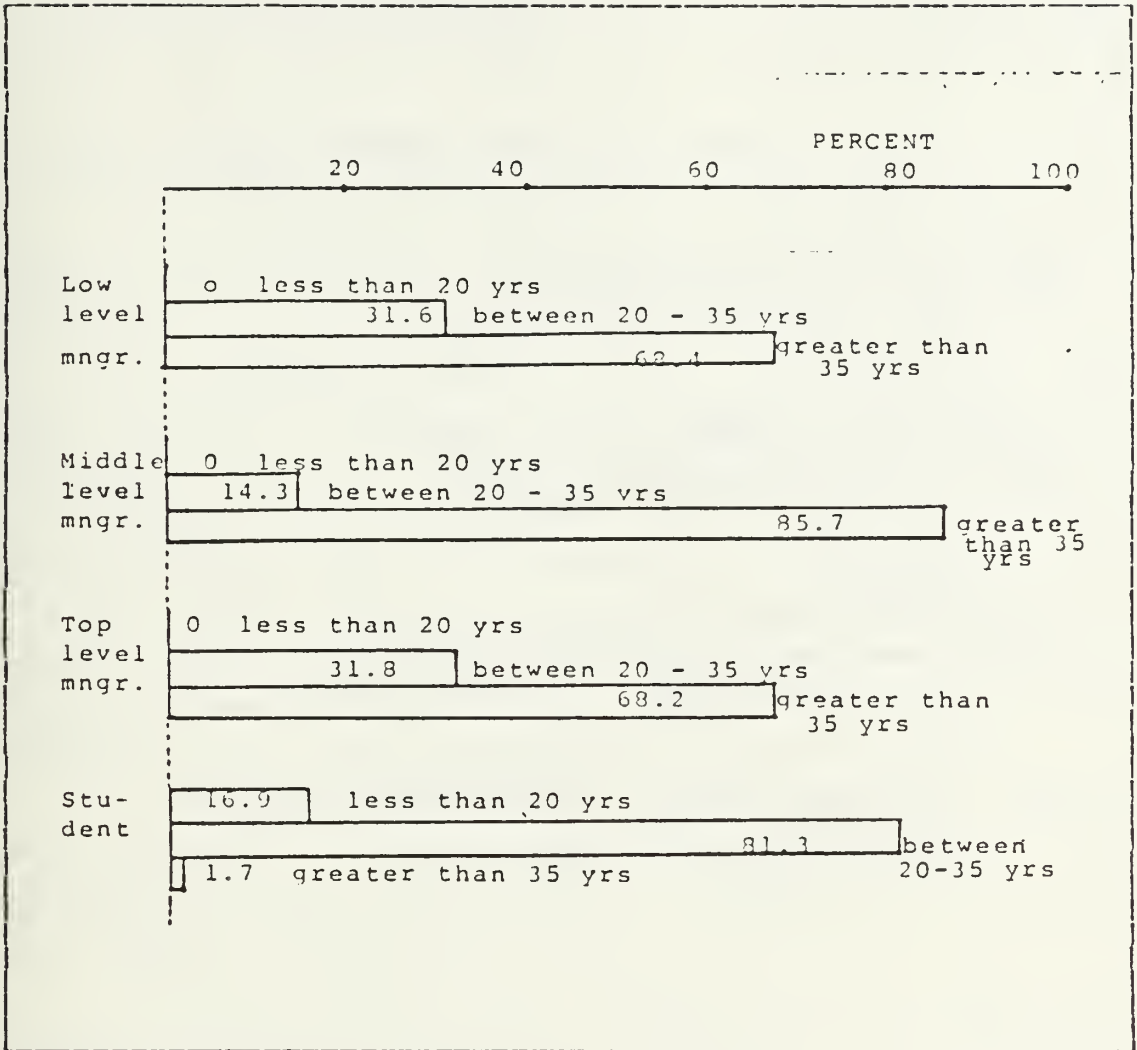 PERCENT
20 40 60 80 100
Low o less than 20 yrs
level 31.6 between 20 - 35 yrs
mngr. 68.4 greater than
35 yrs
Middle 0 less than 20 yrs
level 14.3 between 20 - 35 yrs
mngr. 85.7 greater
than 35
yrs
Top 0 less than 20 yrs
level 31.8 between 20 - 35 yrs
mngr. 68.2 greater than
35 yrs
Stu- 16.9 less than 20 yrs
dent 81.3 between
20-35 yrs
1.7 greater than 35 yrs